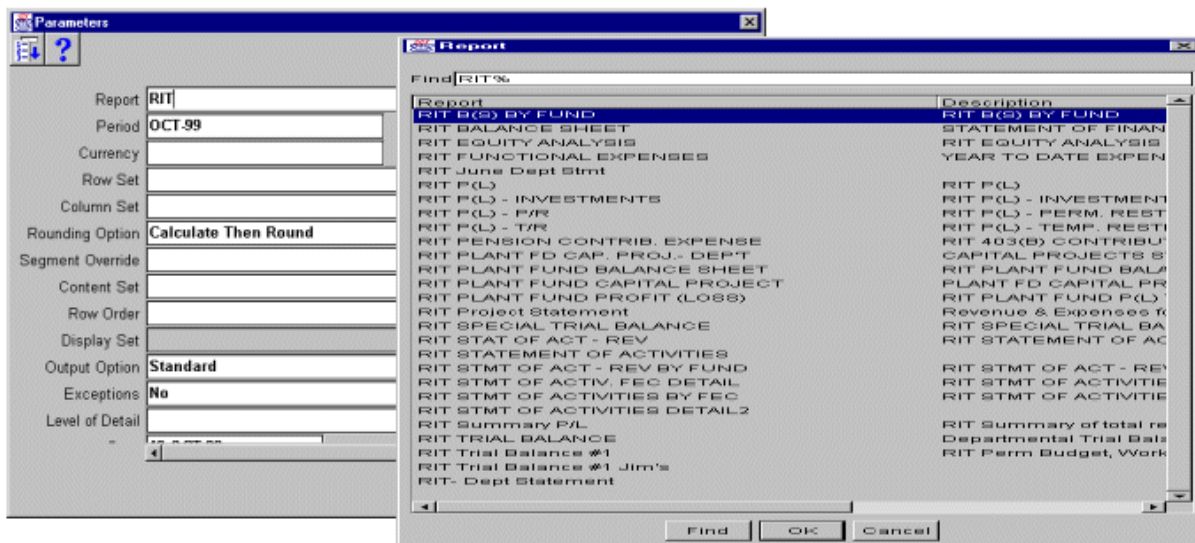 Parameters
Report RIT
Period OCT-99
Currency
Row Set
Column Set
Rounding Option Calculate Then Round
Segment Override
Content Set
Row Order
Display Set
Output Option Standard
Exceptions No
Level of Detail
Report
Find RIT%
Report Description
RIT B(S) BY FUND RIT B(S) BY FUND
RIT BALANCE SHEET STATEMENT OF FINAN
RIT EQUITY ANALYSIS RIT EQUITY ANALYSIS
RIT FUNCTIONAL EXPENSES YEAR TO DATE EXPEN
RIT June Dept Stmt
RIT P(L) RIT P(L)
RIT P(L) - INVESTMENTS RIT P(L) - INVESTMENT
RIT P(L) - P/R RIT P(L) - PERM. REST
RIT P(L) - T/R RIT P(L) - TEMP. REST
RIT PENSION CONTRIB. EXPENSE RIT 403(B) CONTRIBU
RIT PLANT FD CAP. PROJ.- DEP'T CAPITAL PROJECTS S
RIT PLANT FUND BALANCE SHEET RIT PLANT FUND BALA
RIT PLANT FUND CAPITAL PROJECT PLANT FD CAPITAL PR
RIT PLANT FUND PROFIT (LOSS) RIT PLANT FUND P(L)
RIT Project Statement Revenue & Expenses fo
RIT SPECIAL TRIAL BALANCE RIT SPECIAL TRIAL BA
RIT STAT OF ACT - REV RIT STATEMENT OF AC
RIT STATEMENT OF ACTIVITIES
RIT STMT OF ACT - REV BY FUND RIT STMT OF ACT - REV
RIT STMT OF ACTIV. FEC DETAIL RIT STMT OF ACTIVITIE
RIT STMT OF ACTIVITIES BY FEC RIT STMT OF ACTIVITIE
RIT STMT OF ACTIVITIES DETAIL2
RIT Summary P/L RIT Summary of total re
RIT TRIAL BALANCE Departmental Trial Bala
RIT Trial Balance #1 RIT Perm Budget, Work
RIT Trial Balance #1 Jim's
RIT- Dept Statement
Find OK Cancel